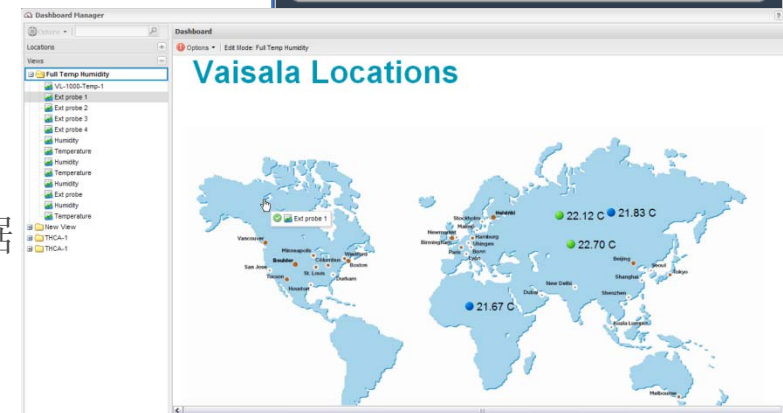 Dashboard Manager
Options
Locations
Views
Full Temp Humidity
VL-1000-Temp-1
Ext probe 1
Ext probe 2
Ext probe 3
Ext probe 4
Humidity
Temperature
Humidity
Temperature
Humidity
Ext probe
Humidity
Temperature
New View
THCA-1
THCA-1
Dashboard
Options Edit Mode: Full Temp Humidity
Vaisala Locations
Ext probe 1
Vancouver
Minneapolis
Boulder
Columbus
Westford
Boston
San Jose
St. Louis
Durham
Tucson
Houston
Stockholm
Helsinki
Malmö
Newmarket
Hamburg
Birmingham
Paris
Bonn
22.12 C
21.83 C
22.70 C
21.67 C
Beijing
Seoul
Tokyo
Shanghai
New Delhi
Dubai
Shenzhen
Kuala Lumpur
Melbourne